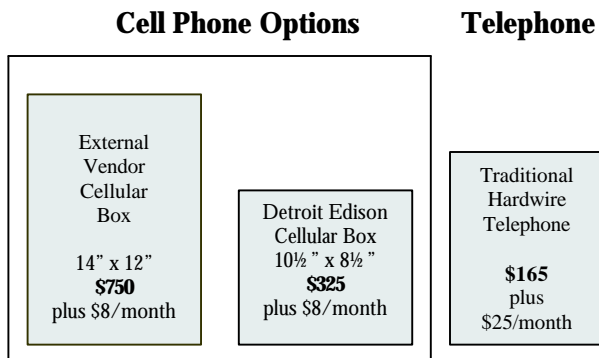 Cell Phone Options
Telephone
External
Vendor
Cellular
Box
14” x 12”
$750
plus $8/month
Detroit Edison
Cellular Box
10½ ” x 8½ ”
$325
plus $8/month
Traditional
Hardwire
Telephone
$165
plus
$25/month